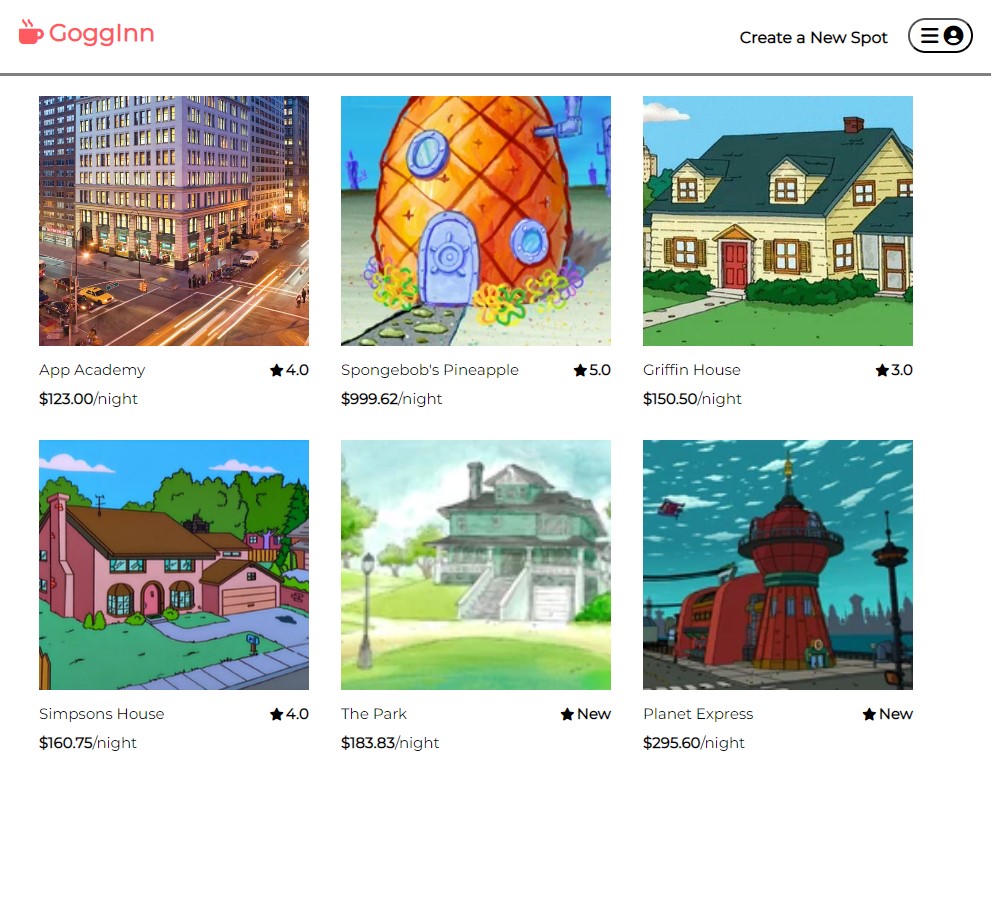 GoggInn
Create a New Spot
App Academy ★ 4.0
$123.00/night
Spongebob's Pineapple ★ 5.0
$999.62/night
Griffin House ★ 3.0
$150.50/night
Simpsons House ★ 4.0
$160.75/night
The Park ★ New
$183.83/night
Planet Express ★ New
$295.60/night